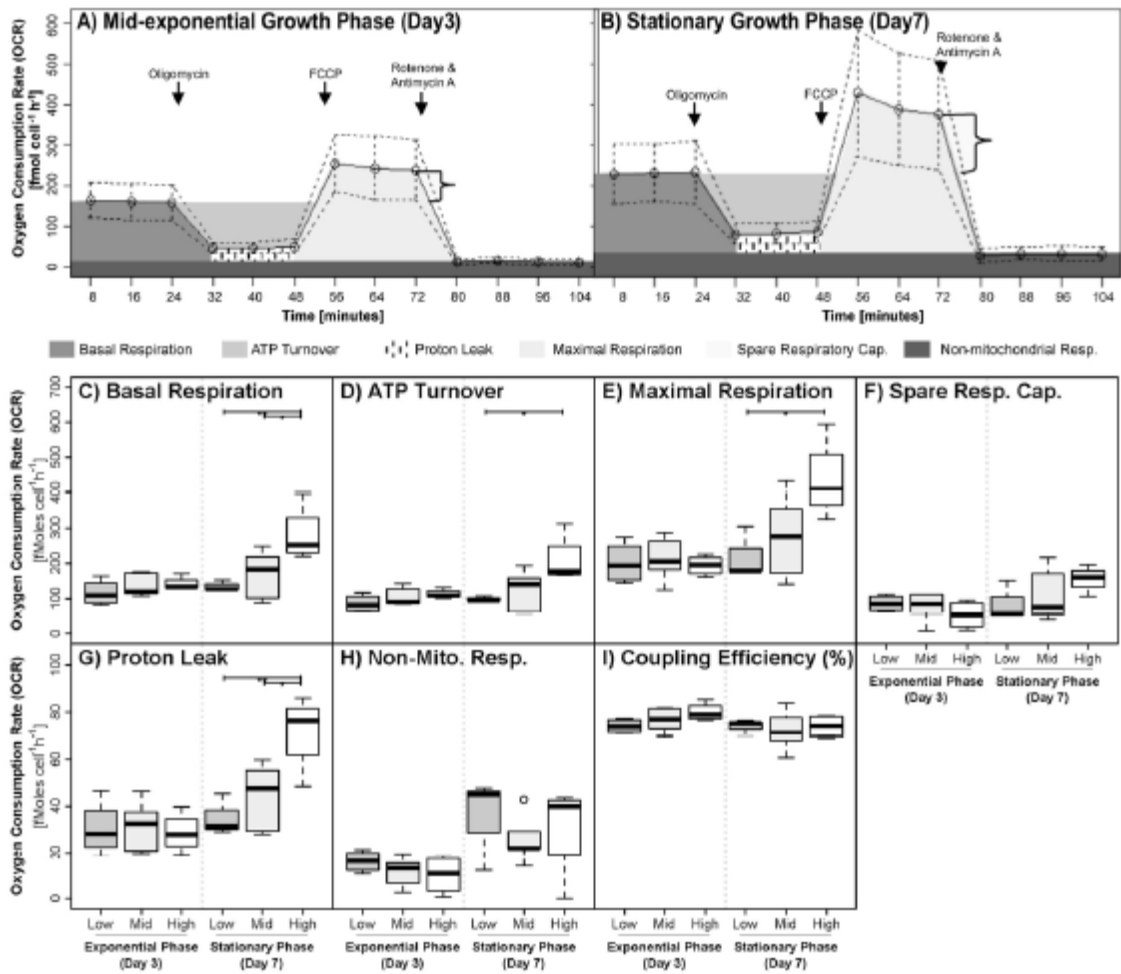 A) Mid-exponential Growth Phase (Day3)
B) Stationary Growth Phase (Day7)
Oxygen Consumption Rate (OCR)
[fmol cell⁻¹ h¹]
600
500
400
300
200
100
0
Oligomycin
FCCP
Rotenone &
Antimycin A
Oligomycin
FCCP
Rotenone &
Antimycin A
8 16 24 32 40 48 56 64 72 80 88 96 104
8 16 24 32 40 48 56 64 72 80 88 96 104
Time [minutes]
Time [minutes]
Basal Respiration ATP Turnover Proton Leak Maximal Respiration Spare Respiratory Cap. Non-mitochondrial Resp.
C) Basal Respiration
D) ATP Turnover
E) Maximal Respiration
F) Spare Resp. Cap.
Oxygen Consumption Rate (OCR)
[fMoles cell⁻¹h⁻¹]
700
600
500
400
300
200
100
0
Low Mid High Low Mid High
Exponential Phase
(Day 3)
Stationary Phase
(Day 7)
G) Proton Leak
H) Non-Mito. Resp.
I) Coupling Efficiency (%)
Oxygen Consumption Rate (OCR)
[fMoles cell⁻¹h⁻¹]
100
80
60
40
20
0
Low Mid High Low Mid High
Exponential Phase
(Day 3)
Stationary Phase
(Day 7)
Low Mid High Low Mid High
Exponential Phase
(Day 3)
Stationary Phase
(Day 7)
Low Mid High Low Mid High
Exponential Phase
(Day 3)
Stationary Phase
(Day 7)